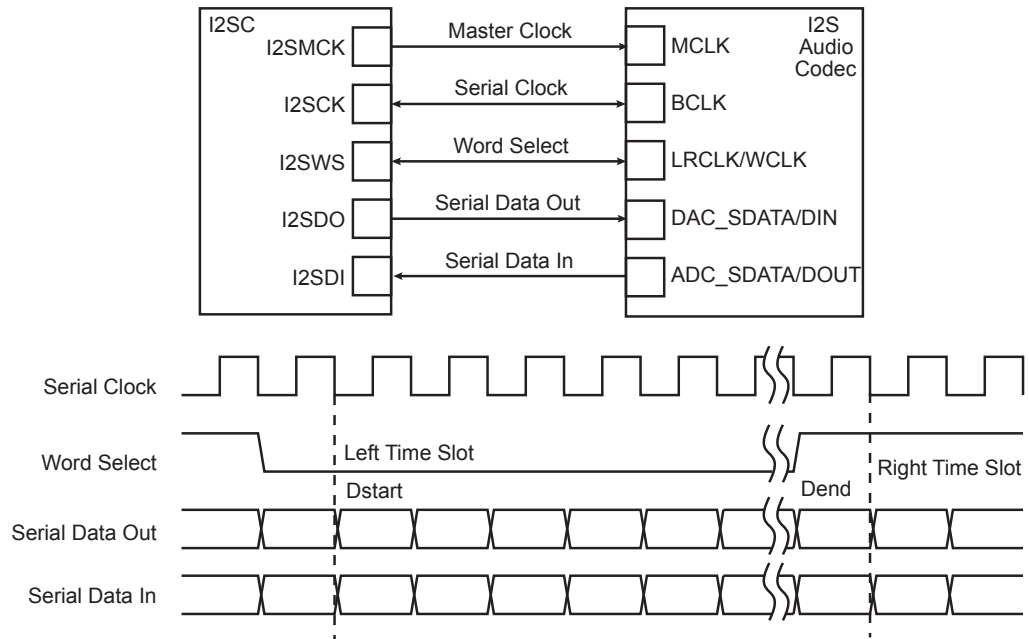 I2SC
I2SMCK
Master Clock
MCLK
I2S
Audio
Codec
I2SCK
Serial Clock
BCLK
I2SWS
Word Select
LRCLK/WCLK
I2SDO
Serial Data Out
DAC_SDATA/DIN
I2SDI
Serial Data In
ADC_SDATA/DOUT
Serial Clock
Word Select
Left Time Slot
Right Time Slot
Dstart
Dend
Serial Data Out
Serial Data In